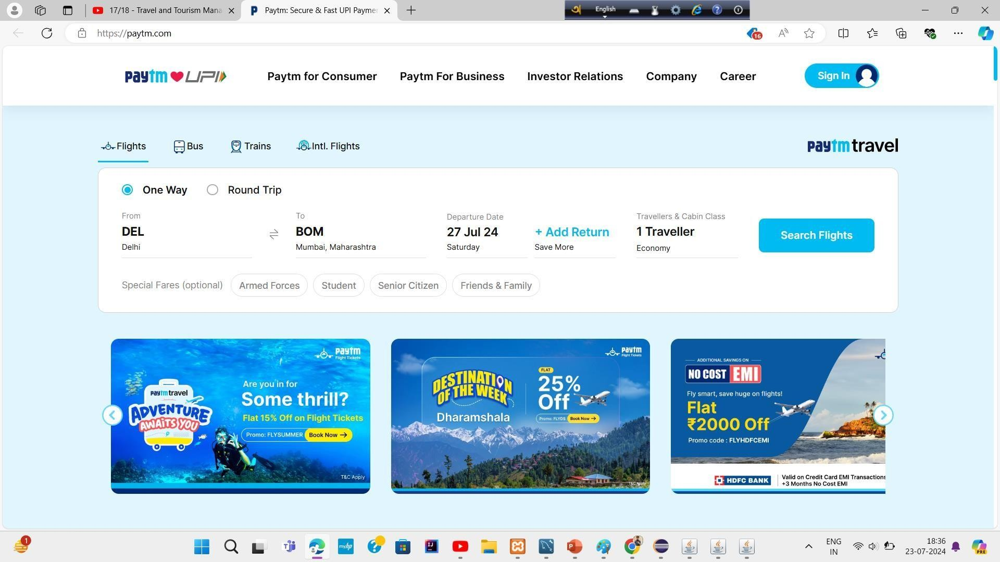 17/18 - Travel and Tourism Mana
Paytm: Secure & Fast UPI Paymen
English
https://paytm.com
16
paytm UPI
Paytm for Consumer
Paytm For Business
Investor Relations
Company
Career
Sign In
Flights
Bus
Trains
Intl. Flights
paytm travel
One Way
Round Trip
From
DEL
Delhi
To
BOM
Mumbai, Maharashtra
Departure Date
27 Jul 24
Saturday
+ Add Return
Save More
Travellers & Cabin Class
1 Traveller
Economy
Search Flights
Special Fares (optional)
Armed Forces
Student
Senior Citizen
Friends & Family
paytm
Flight Tickets
paytm travel
ADVENTURE
AWAITS YOU
Are you in for
Some thrill?
Flat 15% Off on Flight Tickets
Promo: FLYSUMMER
Book Now →
T&C Apply
paytm
Flight Tickets
DESTINATION
OF THE WEEK
Dharamshala
FLAT
25%
Off
Promo: FLYDS
Book Now →
T&C Apply
ADDITIONAL SAVINGS ON
NO COST EMI
Fly smart, save huge on flights!
Flat
₹2000 Off
Promo code : FLYHDFCEMI
HDFC BANK
Valid on Credit Card EMI Transactions
+3 Months No Cost EMI
1
myhp
IJ
PRE
ENG
IN
18:36
23-07-2024